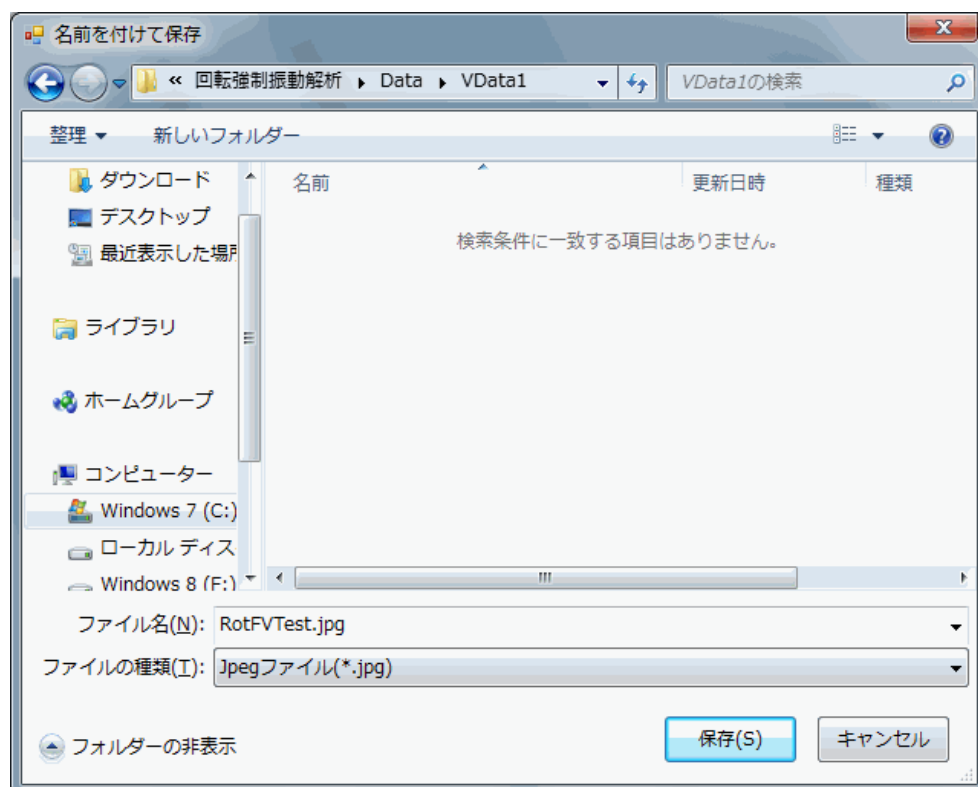 名前を付けて保存
« 回転強制振動解析 ▸ Data ▸ VData1
VData1の検索
整理 新しいフォルダー
ダウンロード
名前 更新日時 種類
デスクトップ
検索条件に一致する項目はありません。
最近表示した場
ライブラリ
ホームグループ
コンピューター
Windows 7 (C:)
ローカル ディス
Windows 8 (F:)
ファイル名(N): RotFVTest.jpg
ファイルの種類(T): Jpegファイル(*.jpg)
フォルダーの非表示
保存(S) キャンセル